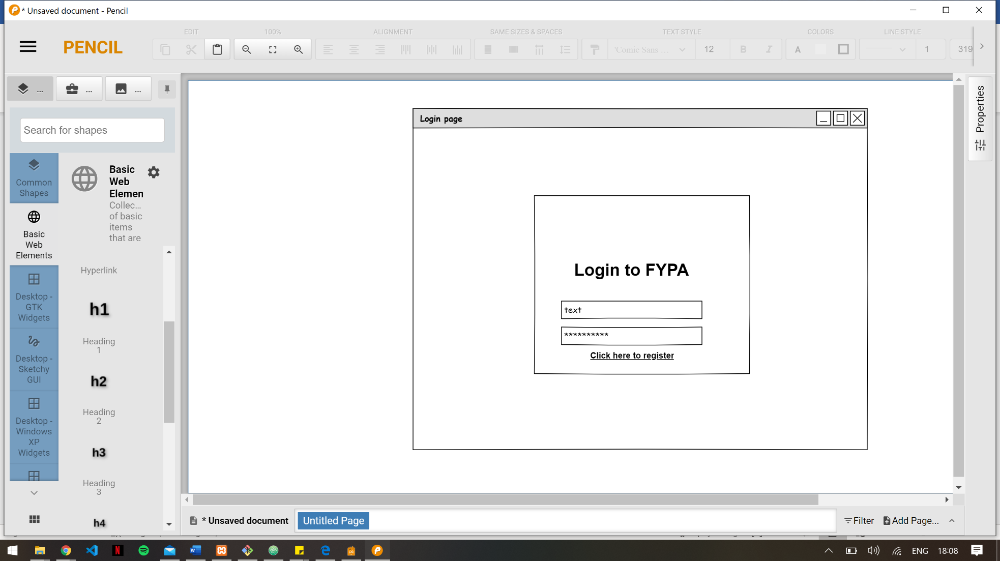 * Unsaved document - Pencil
EDIT
100%
ALIGNMENT
SAME SIZES & SPACES
TEXT STYLE
COLORS
LINE STYLE
PENCIL
'Comic Sans ...
12
B
I
A
1
319
...
...
...
Search for shapes
Common
Shapes
Basic
Web
Elements
Desktop -
GTK
Widgets
Desktop -
Sketchy
GUI
Desktop -
Windows
XP
Widgets
Basic
Web
Elemen
Collec...
of basic
items
that are
Hyperlink
h1
Heading
1
h2
Heading
2
h3
Heading
3
h4
Login page
Login to FYPA
text
**********
Click here to register
Properties
* Unsaved document
Untitled Page
Filter
Add Page...
ENG
18:08